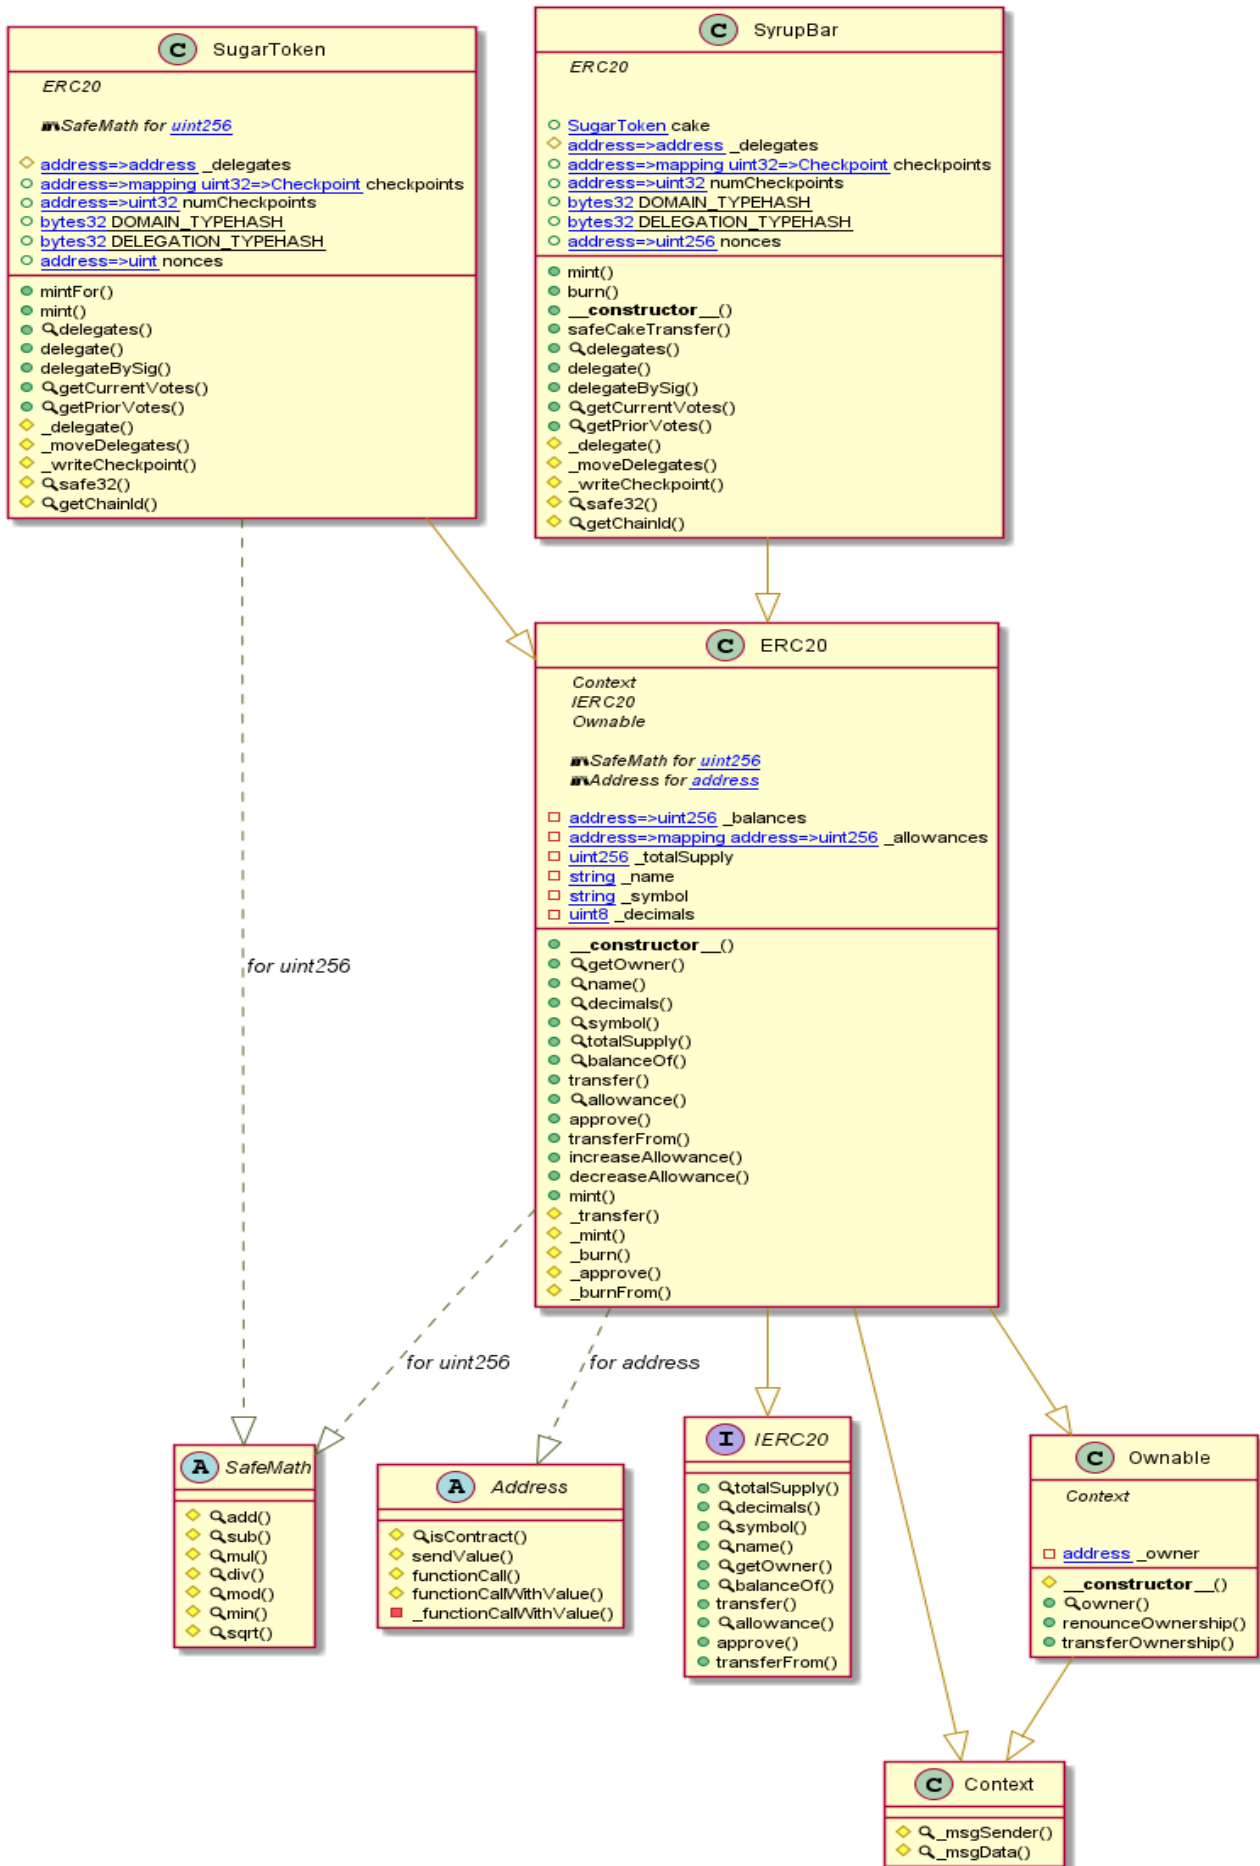 C SugarToken
ERC20
SafeMath for uint256
address=>address _delegates
address=>mapping uint32=>Checkpoint checkpoints
address=>uint32 numCheckpoints
bytes32 DOMAIN_TYPEHASH
bytes32 DELEGATION_TYPEHASH
address=>uint nonces
mintFor()
mint()
delegates()
delegate()
delegateBySig()
getCurrentVotes()
getPriorVotes()
_delegate()
_moveDelegates()
_writeCheckpoint()
safe32()
getChainId()
C SyrupBar
ERC20
SugarToken cake
address=>address _delegates
address=>mapping uint32=>Checkpoint checkpoints
address=>uint32 numCheckpoints
bytes32 DOMAIN_TYPEHASH
bytes32 DELEGATION_TYPEHASH
address=>uint256 nonces
mint()
burn()
__constructor__()
safeCakeTransfer()
delegates()
delegate()
delegateBySig()
getCurrentVotes()
getPriorVotes()
_delegate()
_moveDelegates()
_writeCheckpoint()
safe32()
getChainId()
C ERC20
Context
IERC20
Ownable
SafeMath for uint256
Address for address
address=>uint256 _balances
address=>mapping address=>uint256 _allowances
uint256 _totalSupply
string _name
string _symbol
uint8 _decimals
__constructor__()
getOwner()
name()
decimals()
symbol()
totalSupply()
balanceOf()
transfer()
allowance()
approve()
transferFrom()
increaseAllowance()
decreaseAllowance()
mint()
_transfer()
_mint()
_burn()
_approve()
_burnFrom()
for uint256
for uint256
for address
A SafeMath
add()
sub()
mul()
div()
mod()
min()
sqrt()
A Address
isContract()
sendValue()
functionCall()
functionCallWithValue()
_functionCallWithValue()
I IERC20
totalSupply()
decimals()
symbol()
name()
getOwner()
balanceOf()
transfer()
allowance()
approve()
transferFrom()
C Ownable
Context
address _owner
__constructor__()
owner()
renounceOwnership()
transferOwnership()
C Context
_msgSender()
_msgData()